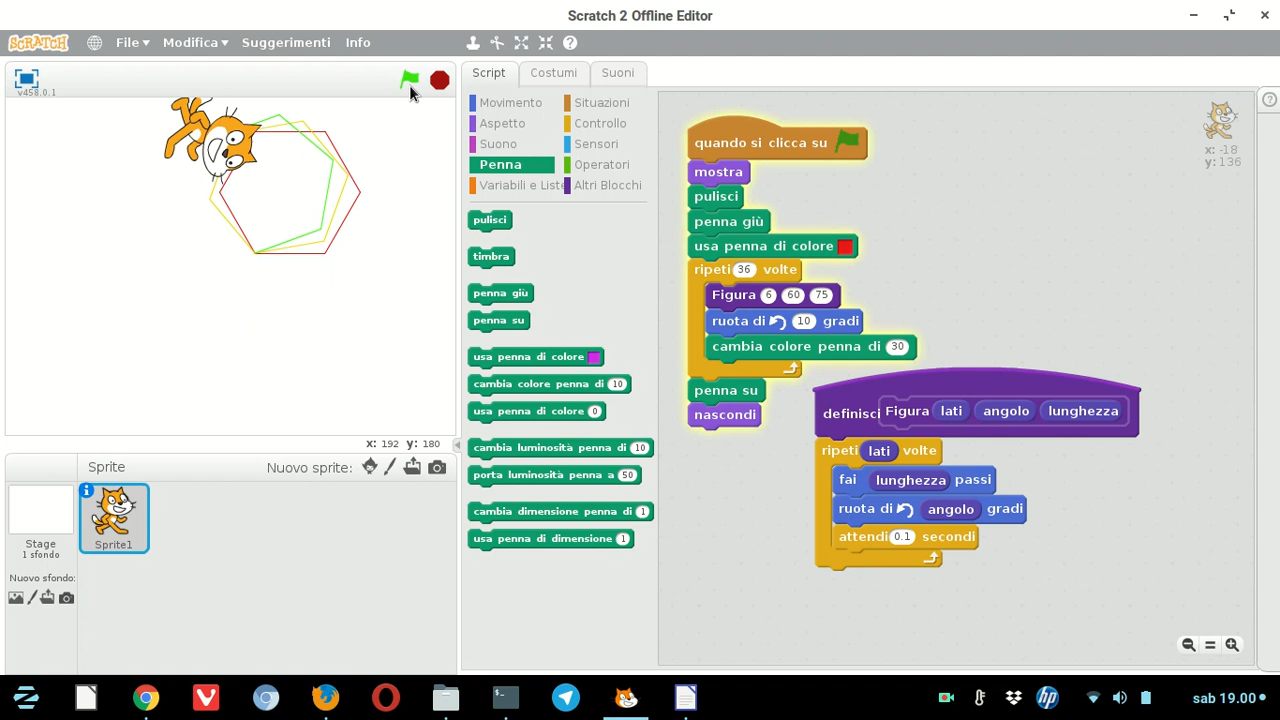 Scratch 2 Offline Editor
SCRATCH File Modifica Suggerimenti Info
v458.0.1
Script Costumi Suoni
Movimento Situazioni
Aspetto Controllo
Suono Sensori
Penna Operatori
Variabili e Liste Altri Blocchi
pulisci
timbra
penna giù
penna su
usa penna di colore
cambia colore penna di 10
usa penna di colore 0
cambia luminosità penna di 10
porta luminosità penna a 50
cambia dimensione penna di 1
usa penna di dimensione 1
quando si clicca su
mostra
pulisci
penna giù
usa penna di colore
ripeti 36 volte
Figura 6 60 75
ruota di 10 gradi
cambia colore penna di 30
penna su
nascondi
definisci Figura lati angolo lunghezza
ripeti lati volte
fai lunghezza passi
ruota di angolo gradi
attendi 0.1 secondi
x: -18
y: 136
x: 192 y: 180
Sprite Nuovo sprite:
Stage
1 sfondo
Sprite1
Nuovo sfondo:
hp
sab 19.00